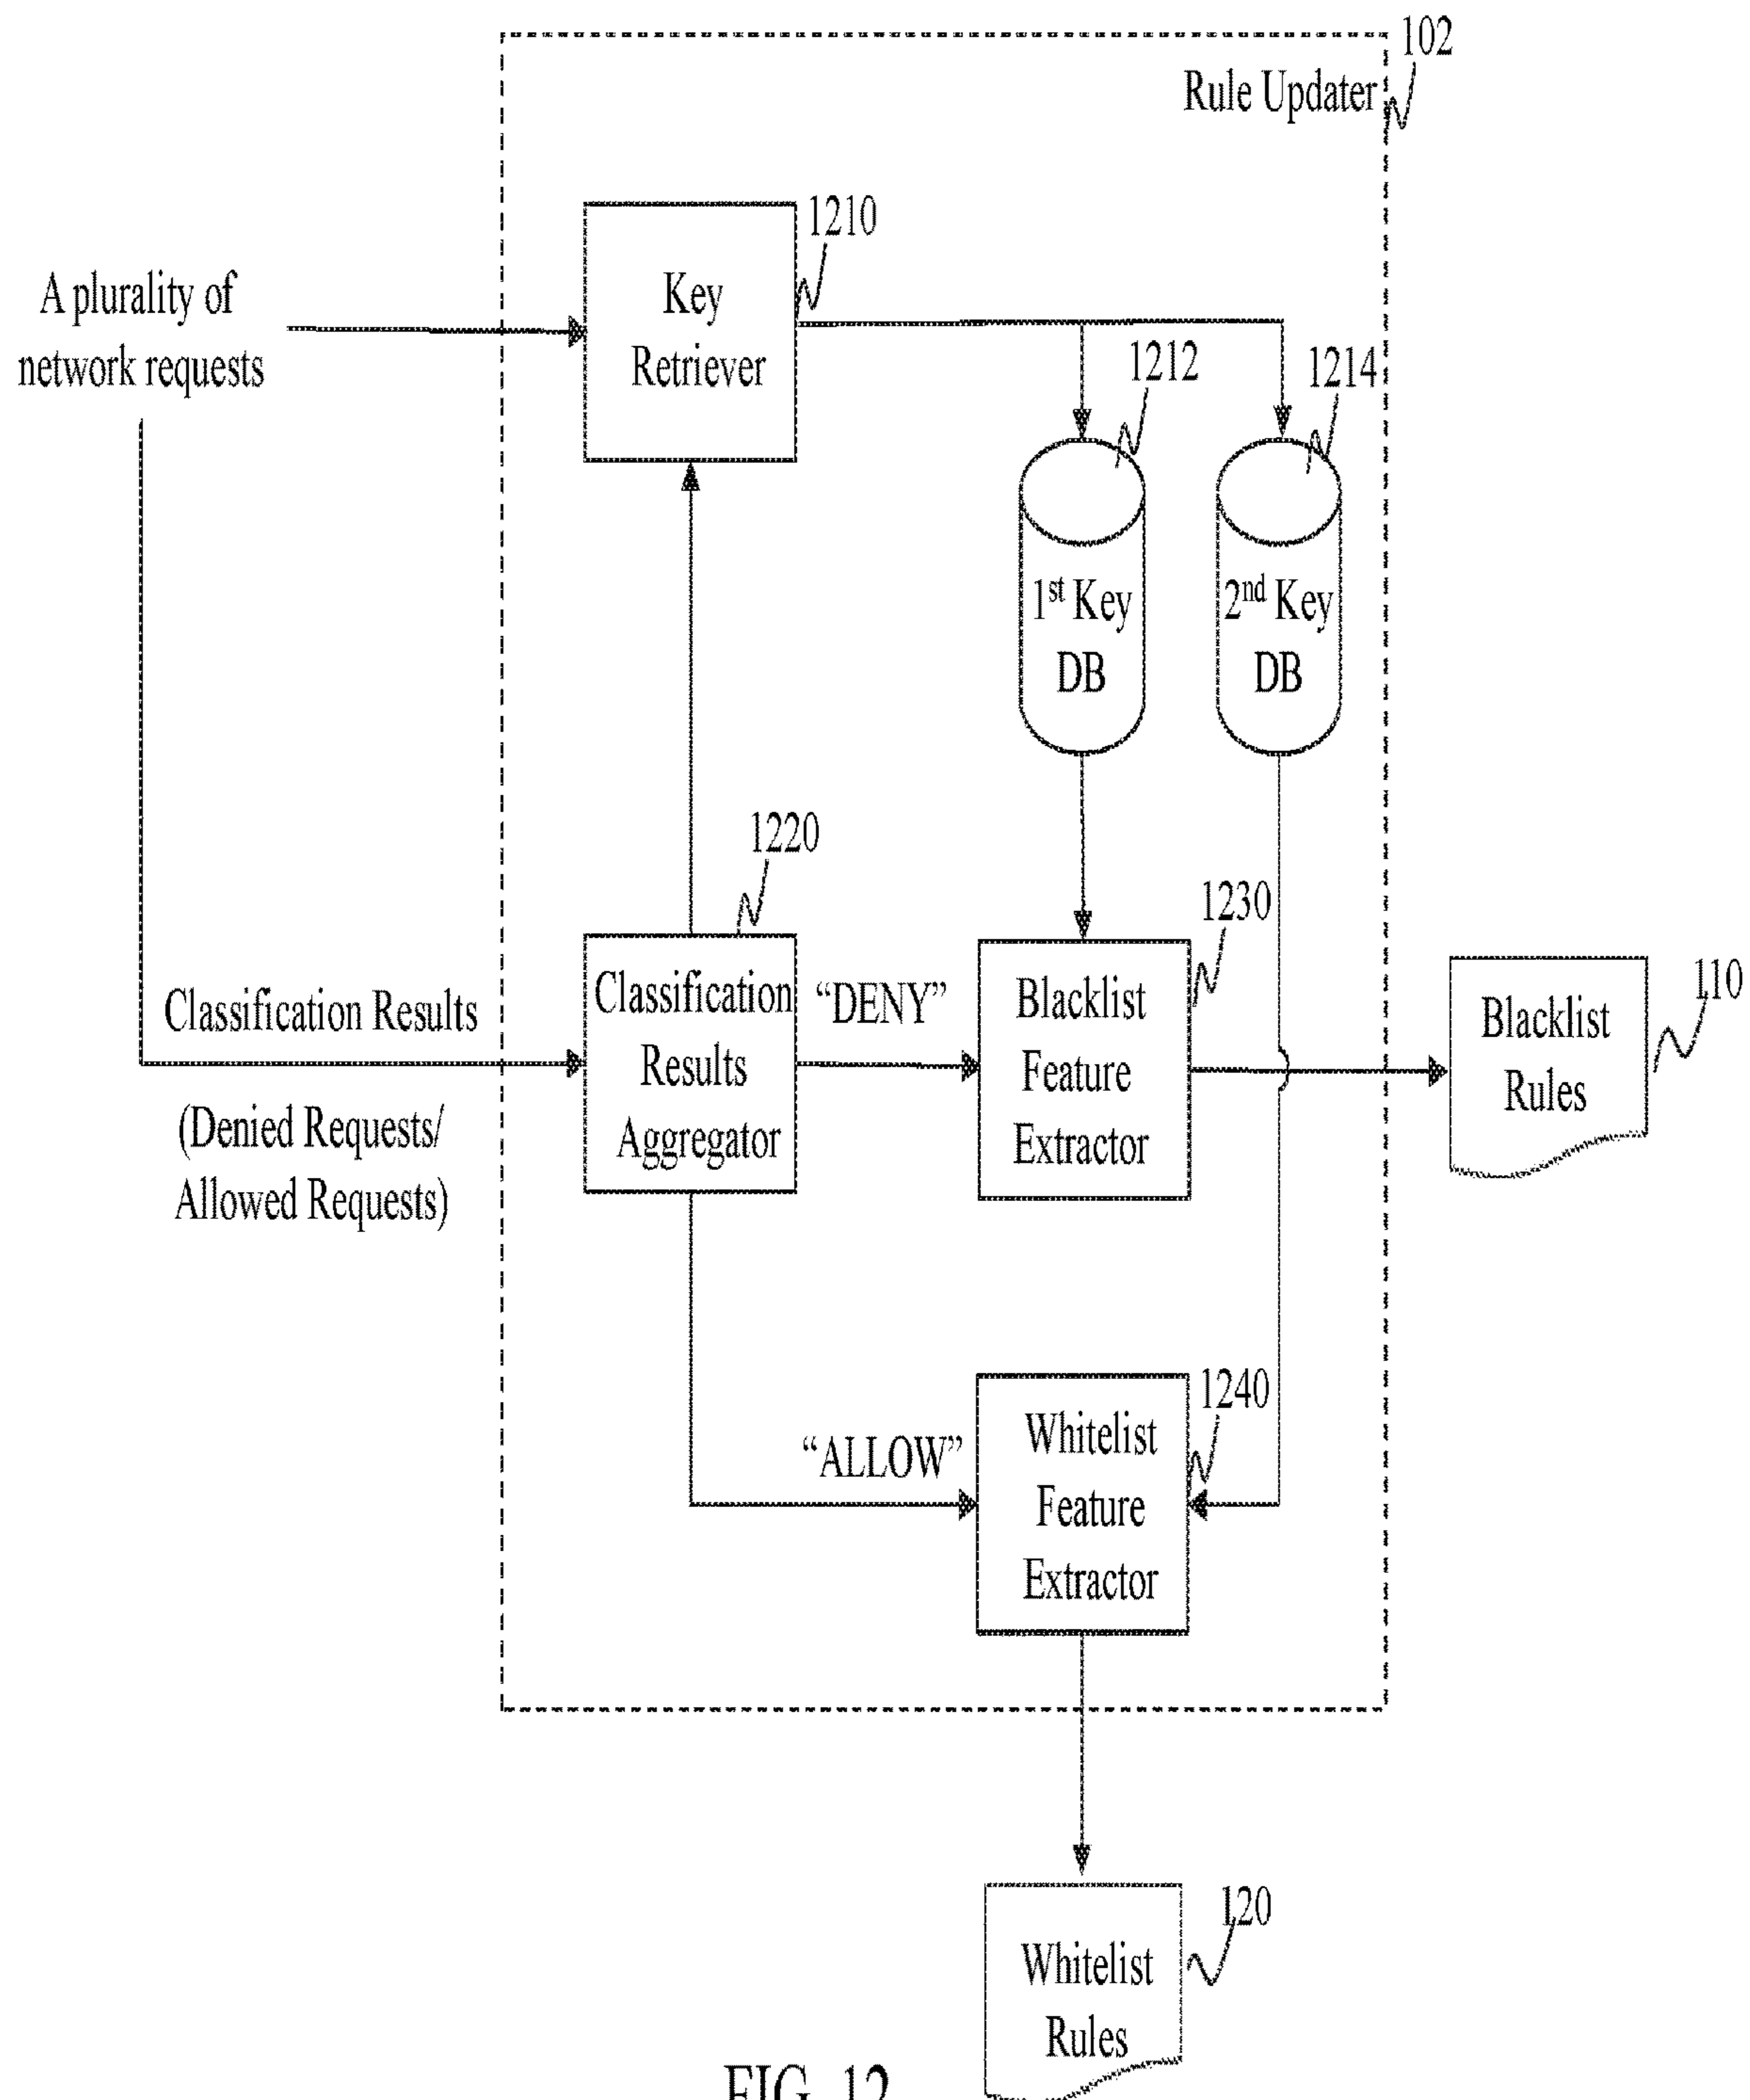 102
Rule Updater
1210
Key
Retriever
A plurality of
network requests
1212
1214
1st Key
DB
2nd Key
DB
1220
1230
Classification Results
(Denied Requests/
Allowed Requests)
Classification
Results
Aggregator
“DENY”
Blacklist
Feature
Extractor
110
Blacklist
Rules
1240
“ALLOW”
Whitelist
Feature
Extractor
120
Whitelist
Rules
FIG. 12